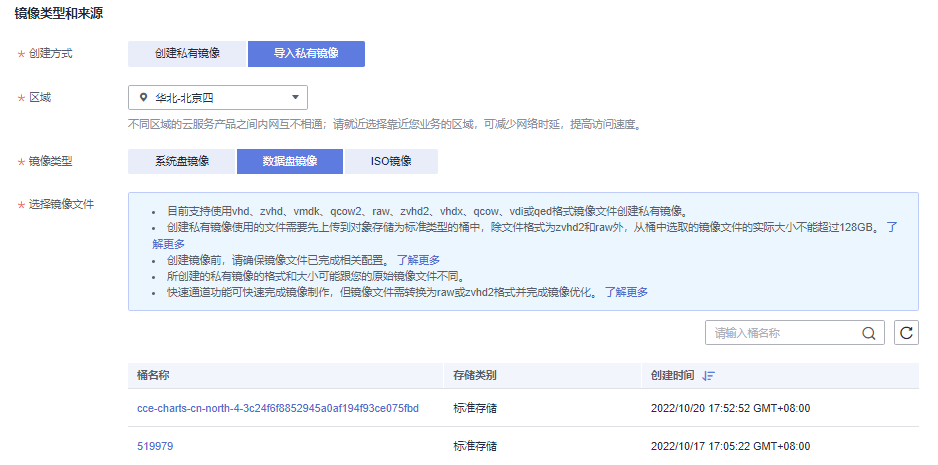 镜像类型和来源
* 创建方式 创建私有镜像 导入私有镜像
* 区域 华北-北京四
不同区域的云服务产品之间内网互不相通；请就近选择靠近您业务的区域，可减少网络时延，提高访问速度。
* 镜像类型 系统盘镜像 数据盘镜像 ISO镜像
* 选择镜像文件
• 目前支持使用vhd、zvhd、vmdk、qcow2、raw、zvhd2、vhdx、qcow、vdi或qed格式镜像文件创建私有镜像。
• 创建私有镜像使用的文件需要先上传到对象存储为标准类型的桶中，除文件格式为zvhd2和raw外，从桶中选取的镜像文件的实际大小不能超过128GB。 了
解更多
• 创建镜像前，请确保镜像文件已完成相关配置。 了解更多
• 所创建的私有镜像的格式和大小可能跟您的原始镜像文件不同。
• 快速通道功能可快速完成镜像制作，但镜像文件需转换为raw或zvhd2格式并完成镜像优化。 了解更多
请输入桶名称
桶名称 存储类别 创建时间
cce-charts-cn-north-4-3c24f6f8852945a0af194f93ce075fbd 标准存储 2022/10/20 17:52:52 GMT+08:00
519979 标准存储 2022/10/17 17:05:22 GMT+08:00